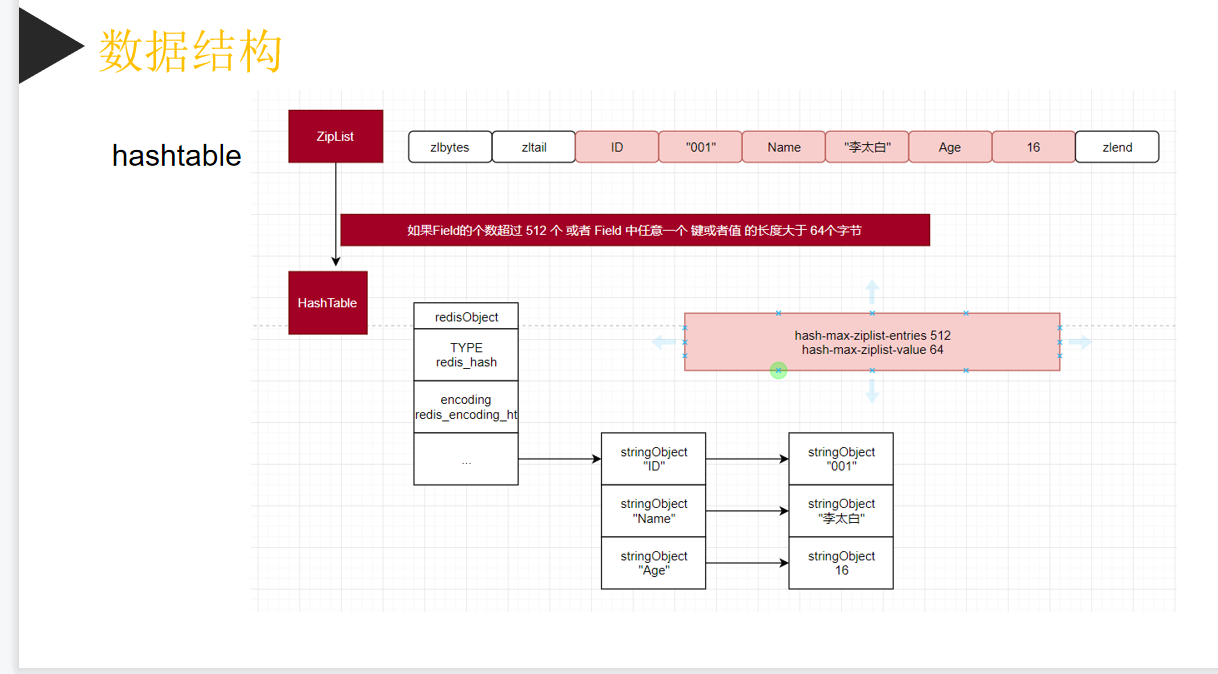 数据结构
hashtable
ZipList
zlbytes
zltail
ID
"001"
Name
"李太白"
Age
16
zlend
如果Field的个数超过 512 个 或者 Field 中任意一个 键或者值 的长度大于 64个字节
HashTable
redisObject
TYPE
redis_hash
encoding
redis_encoding_ht
...
hash-max-ziplist-entries 512
hash-max-ziplist-value 64
stringObject
"ID"
stringObject
"001"
stringObject
"Name"
stringObject
"李太白"
stringObject
"Age"
stringObject
16